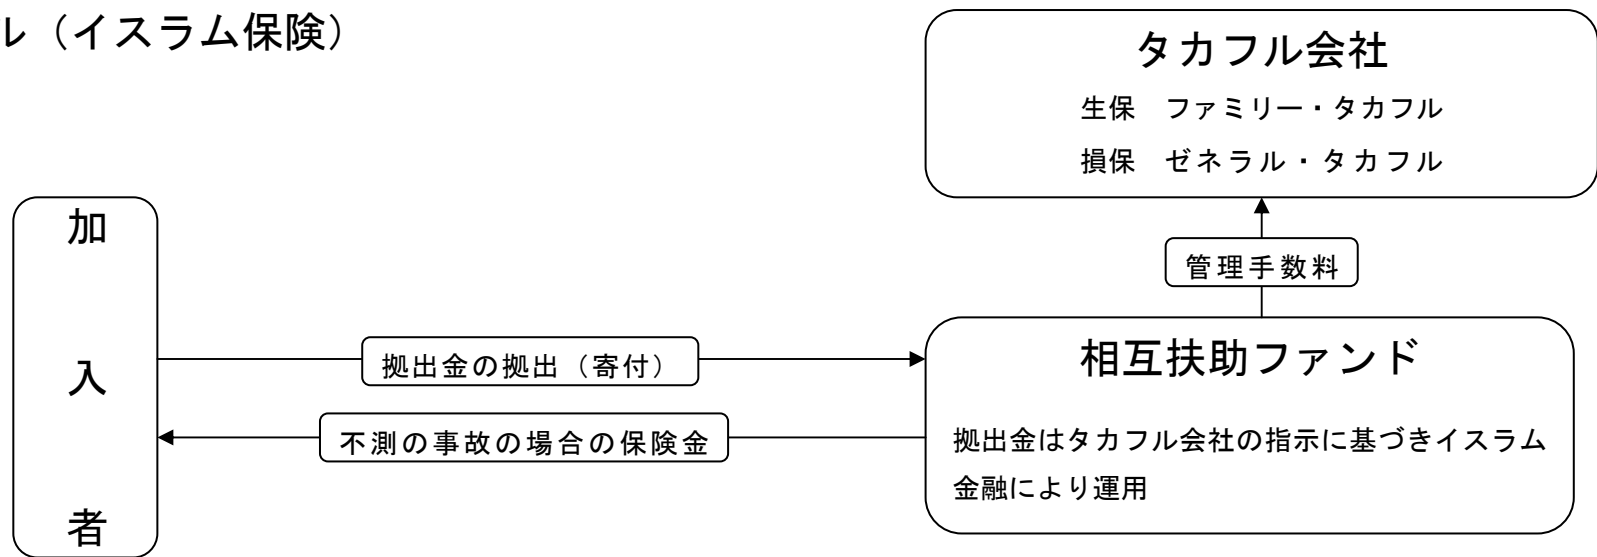 ル（イスラム保険）
タカフル会社
生保　ファミリー・タカフル
損保　ゼネラル・タカフル
加入者
管理手数料
拠出金の拠出（寄付）
不測の事故の場合の保険金
相互扶助ファンド
拠出金はタカフル会社の指示に基づきイスラム
金融により運用